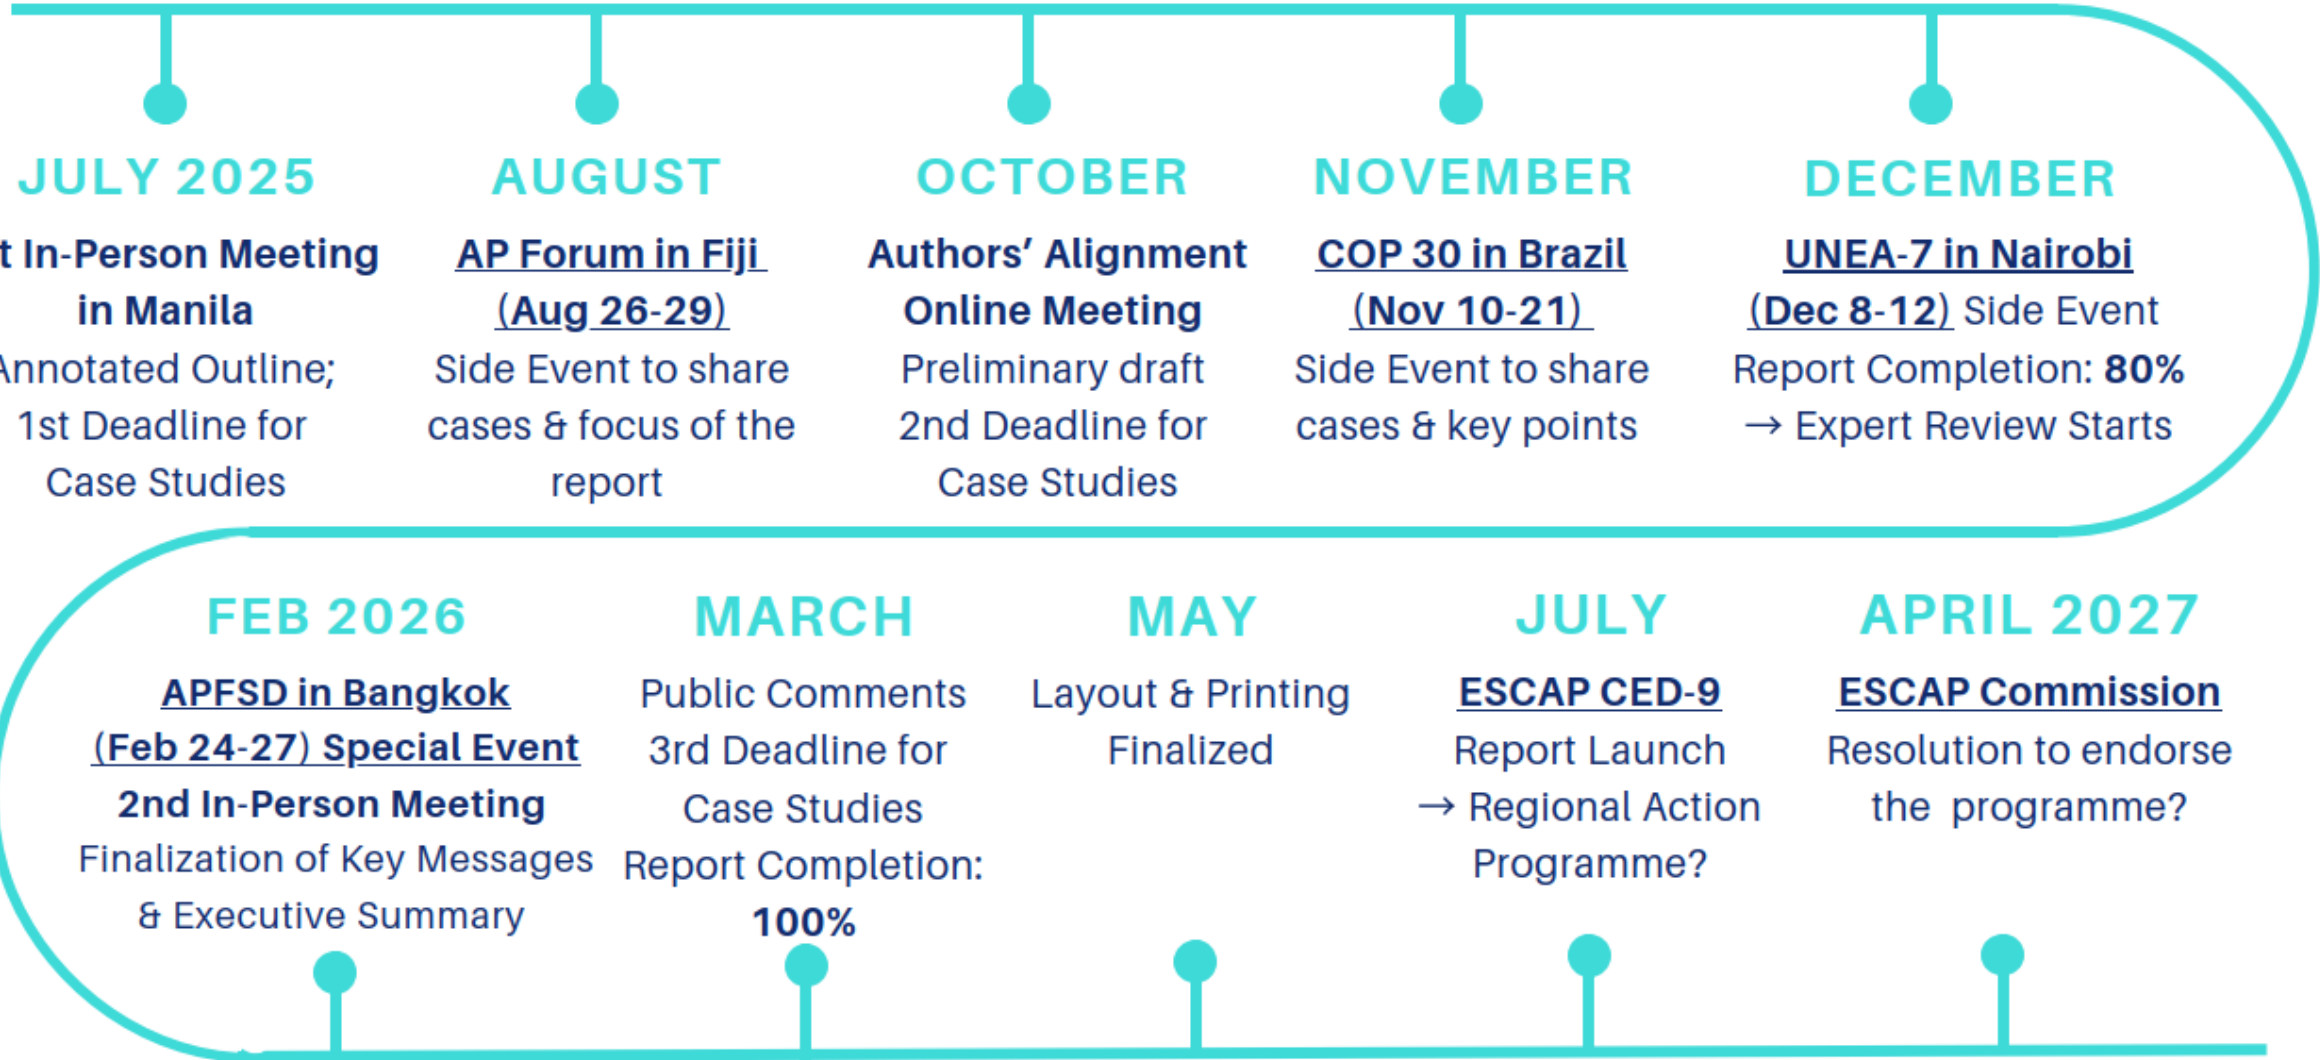 JULY 2025
t In-Person Meeting
in Manila
Annotated Outline;
1st Deadline for
Case Studies
AUGUST
AP Forum in Fiji
(Aug 26-29)
Side Event to share
cases & focus of the
report
OCTOBER
Authors’ Alignment
Online Meeting
Preliminary draft
2nd Deadline for
Case Studies
NOVEMBER
COP 30 in Brazil
(Nov 10-21)
Side Event to share
cases & key points
DECEMBER
UNEA-7 in Nairobi
(Dec 8-12) Side Event
Report Completion: 80%
→ Expert Review Starts
FEB 2026
APFSD in Bangkok
(Feb 24-27) Special Event
2nd In-Person Meeting
Finalization of Key Messages
& Executive Summary
MARCH
Public Comments
3rd Deadline for
Case Studies
Report Completion:
100%
MAY
Layout & Printing
Finalized
JULY
ESCAP CED-9
Report Launch
→ Regional Action
Programme?
APRIL 2027
ESCAP Commission
Resolution to endorse
the  programme?